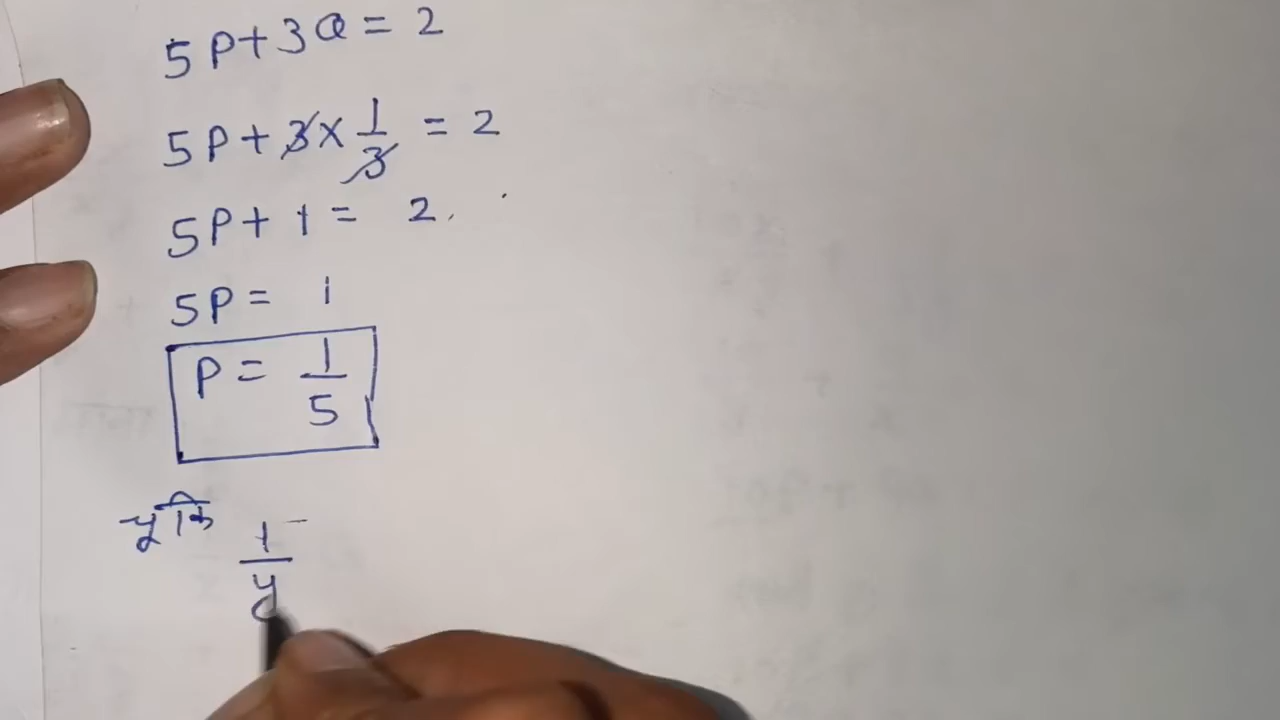 5P + 3Q = 2
5P + 3 × 1/3 = 2
5P + 1 = 2
5P = 1
P = 1/5
चूंकि 1/y